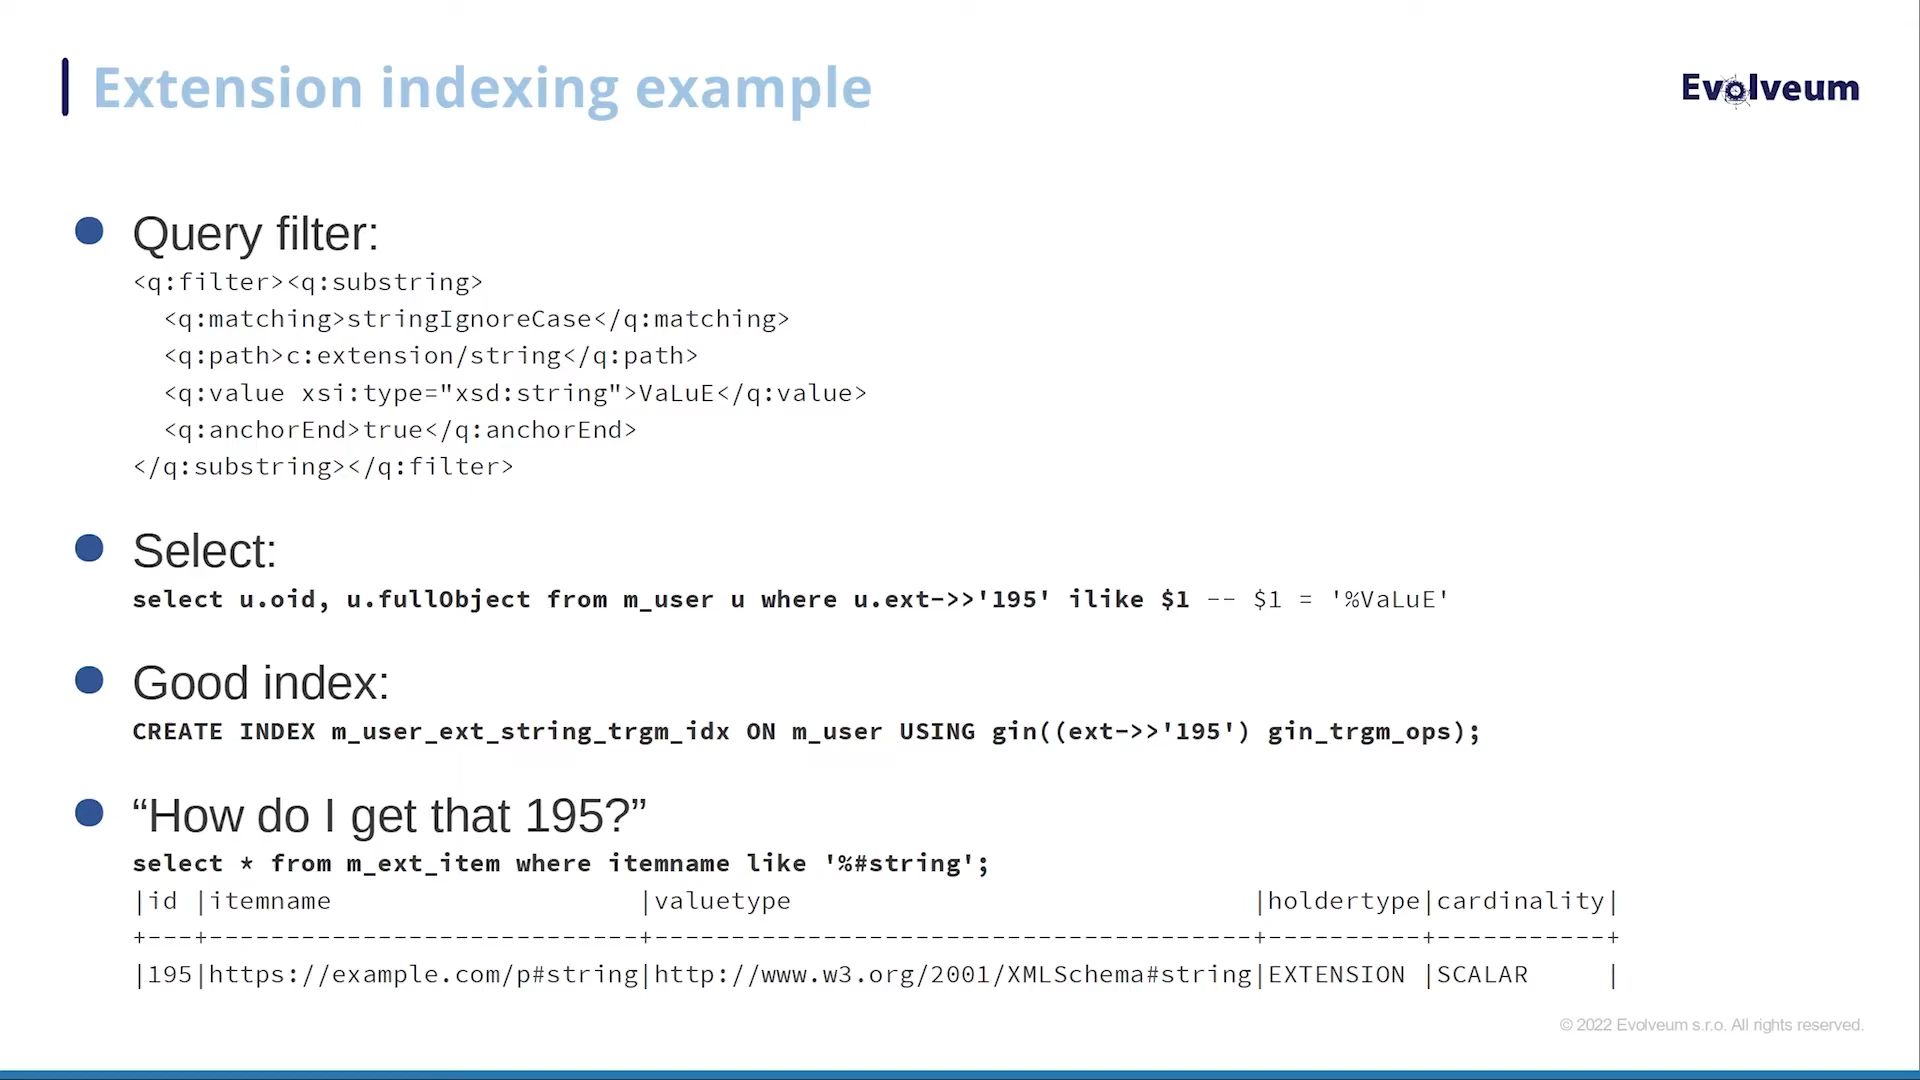 Extension indexing example
Evolveum
Query filter:
<q:filter><q:substring>
  <q:matching>stringIgnoreCase</q:matching>
  <q:path>c:extension/string</q:path>
  <q:value xsi:type="xsd:string">VaLuE</q:value>
  <q:anchorEnd>true</q:anchorEnd>
</q:substring></q:filter>
Select:
select u.oid, u.fullObject from m_user u where u.ext->>'195' ilike $1 -- $1 = '%VaLuE'
Good index:
CREATE INDEX m_user_ext_string_trgm_idx ON m_user USING gin((ext->>'195') gin_trgm_ops);
“How do I get that 195?”
select * from m_ext_item where itemname like '%#string';
|id |itemname                    |valuetype                              |holdertype|cardinality|
+---+----------------------------+---------------------------------------+----------+-----------+
|195|https://example.com/p#string|http://www.w3.org/2001/XMLSchema#string|EXTENSION |SCALAR     |
© 2022 Evolveum s.r.o. All rights reserved.